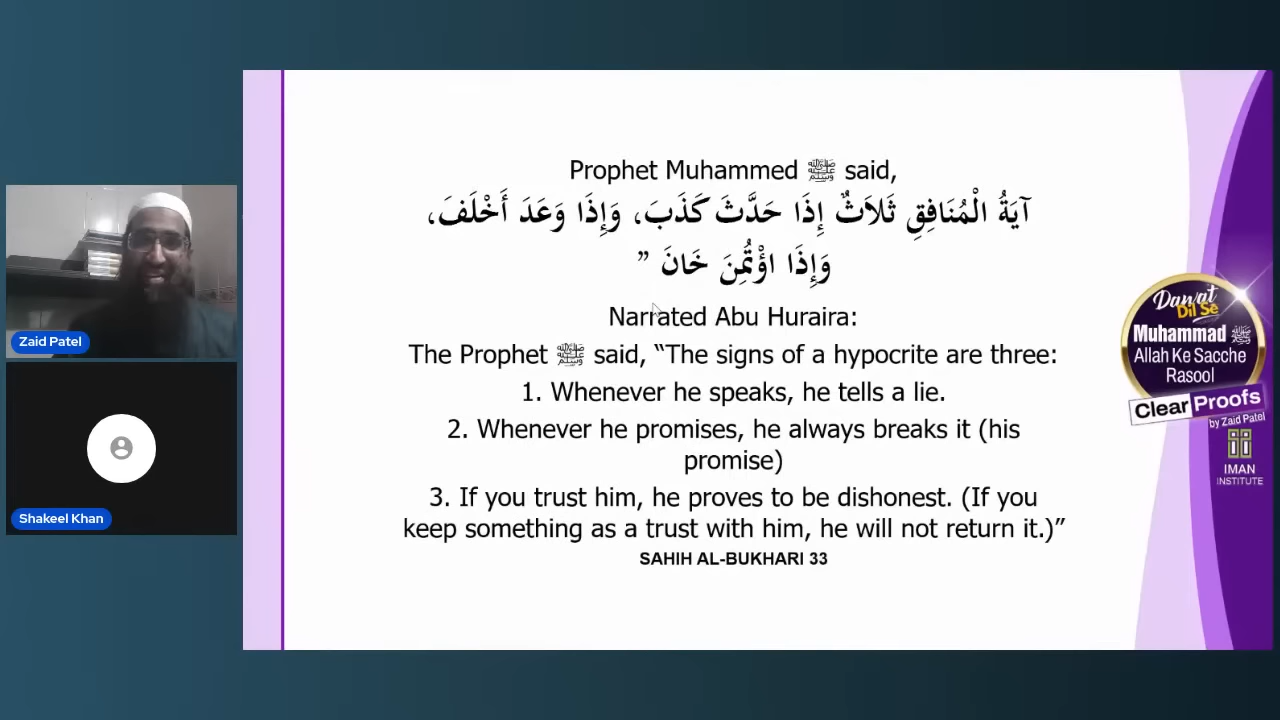 Prophet Muhammed ﷺ said,
آيَةُ الْمُنَافِقِ ثَلاَثٌ إِذَا حَدَّثَ كَذَبَ، وَإِذَا وَعَدَ أَخْلَفَ،
وَإِذَا اؤْتُمِنَ خَانَ ‏"
Narrated Abu Huraira:
The Prophet ﷺ said, “The signs of a hypocrite are three:
1. Whenever he speaks, he tells a lie.
2. Whenever he promises, he always breaks it (his
promise)
3. If you trust him, he proves to be dishonest. (If you
keep something as a trust with him, he will not return it.)”
SAHIH AL-BUKHARI 33
Zaid Patel
Shakeel Khan
Dawat
Dil Se
Muhammad ﷺ
Allah Ke Sacche
Rasool
Clear Proofs
by Zaid Patel
IMAN
INSTITUTE